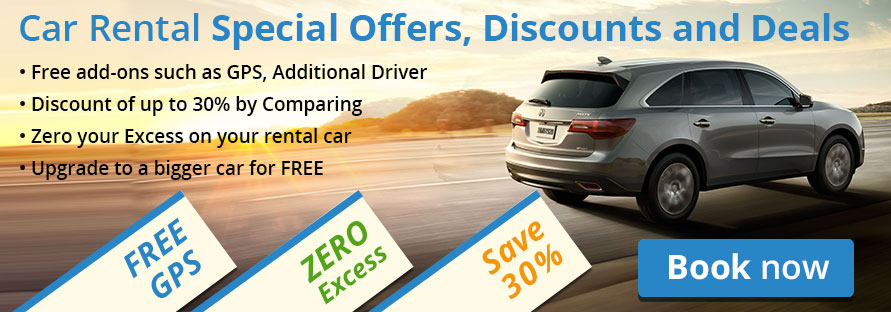 Car Rental Special Offers, Discounts and Deals
• Free add-ons such as GPS, Additional Driver
• Discount of up to 30% by Comparing
• Zero your Excess on your rental car
• Upgrade to a bigger car for FREE
FREE
GPS
ZERO
Excess
Save
30%
Book now